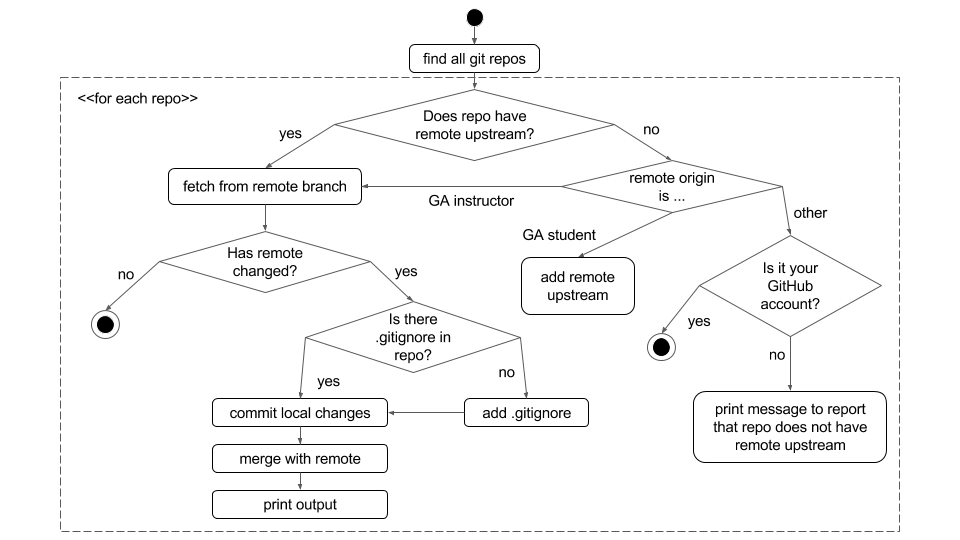 find all git repos
<<for each repo>>
Does repo have
remote upstream?
yes
no
fetch from remote branch
remote origin
is ...
GA instructor
other
GA student
Has remote
changed?
no
yes
add remote
upstream
Is it your
GitHub
account?
yes
no
Is there
.gitignore in
repo?
yes
no
commit local changes
add .gitignore
print message to report
that repo does not have
remote upstream
merge with remote
print output